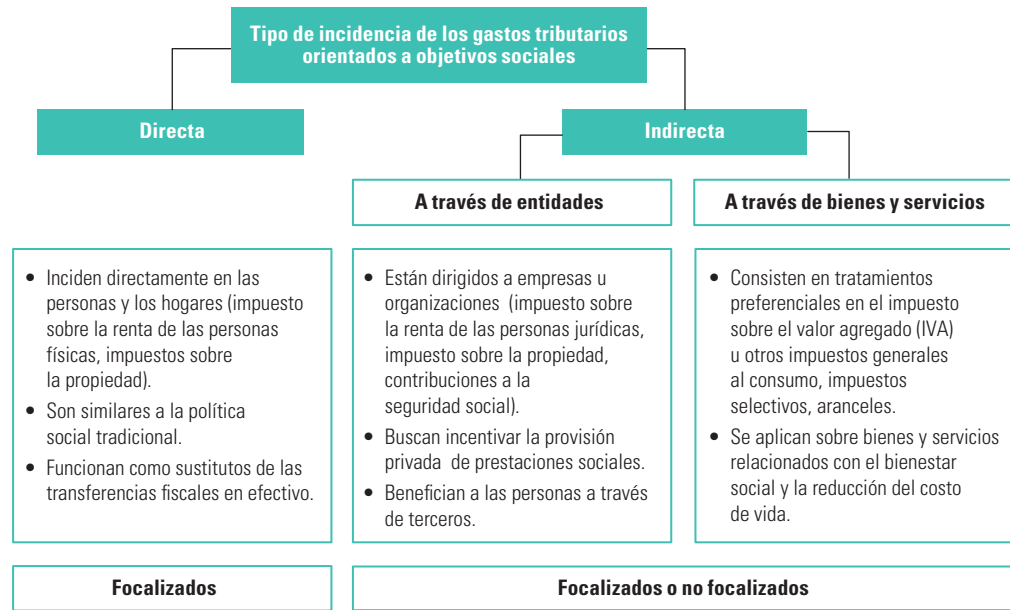 Tipo de incidencia de los gastos tributarios
orientados a objetivos sociales
Directa
Indirecta
A través de entidades
A través de bienes y servicios
• Inciden directamente en las
personas y los hogares (impuesto
sobre la renta de las personas
físicas, impuestos sobre
la propiedad).
• Son similares a la política
social tradicional.
• Funcionan como sustitutos de las
transferencias fiscales en efectivo.
• Están dirigidos a empresas u
organizaciones (impuesto sobre
la renta de las personas jurídicas,
impuesto sobre la propiedad,
contribuciones a la
seguridad social).
• Buscan incentivar la provisión
privada de prestaciones sociales.
• Benefician a las personas a través
de terceros.
• Consisten en tratamientos
preferenciales en el impuesto
sobre el valor agregado (IVA)
u otros impuestos generales
al consumo, impuestos
selectivos, aranceles.
• Se aplican sobre bienes y servicios
relacionados con el bienestar
social y la reducción del costo
de vida.
Focalizados
Focalizados o no focalizados